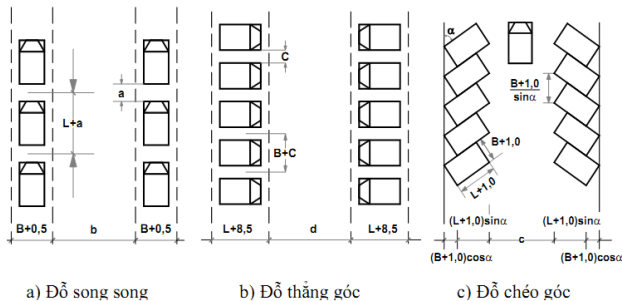 a
L+a
B+0,5
b
B+0,5
a) Đỗ song song
C
B+C
L+8,5
d
L+8,5
b) Đỗ thẳng góc
α
B+1,0
sinα
B+1,0
L+1,0
(L+1,0)sinα
(L+1,0)sinα
c
(B+1,0)cosα
(B+1,0)cosα
c) Đỗ chéo góc